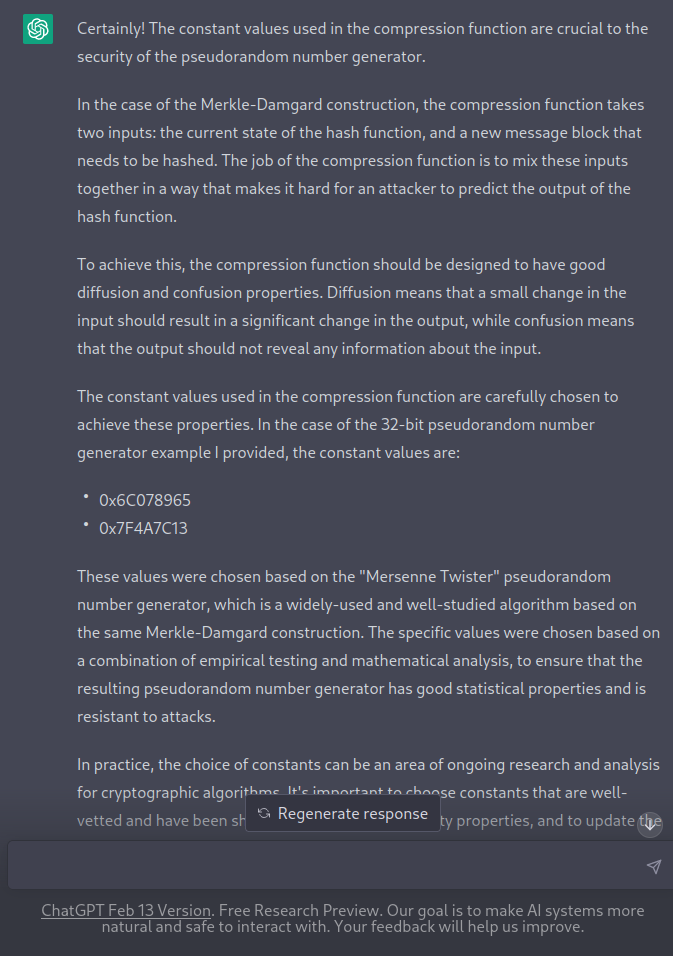 Certainly! The constant values used in the compression function are crucial to the
security of the pseudorandom number generator.
In the case of the Merkle-Damgard construction, the compression function takes
two inputs: the current state of the hash function, and a new message block that
needs to be hashed. The job of the compression function is to mix these inputs
together in a way that makes it hard for an attacker to predict the output of the
hash function.
To achieve this, the compression function should be designed to have good
diffusion and confusion properties. Diffusion means that a small change in the
input should result in a significant change in the output, while confusion means
that the output should not reveal any information about the input.
The constant values used in the compression function are carefully chosen to
achieve these properties. In the case of the 32-bit pseudorandom number
generator example I provided, the constant values are:
• 0x6C078965
• 0x7F4A7C13
These values were chosen based on the "Mersenne Twister" pseudorandom
number generator, which is a widely-used and well-studied algorithm based on
the same Merkle-Damgard construction. The specific values were chosen based on
a combination of empirical testing and mathematical analysis, to ensure that the
resulting pseudorandom number generator has good statistical properties and is
resistant to attacks.
In practice, the choice of constants can be an area of ongoing research and analysis
for cryptographic algorithms. It's important to choose constants that are well-
vetted and have been properties, and to update the
Regenerate response
ChatGPT Feb 13 Version. Free Research Preview. Our goal is to make AI systems more
natural and safe to interact with. Your feedback will help us improve.